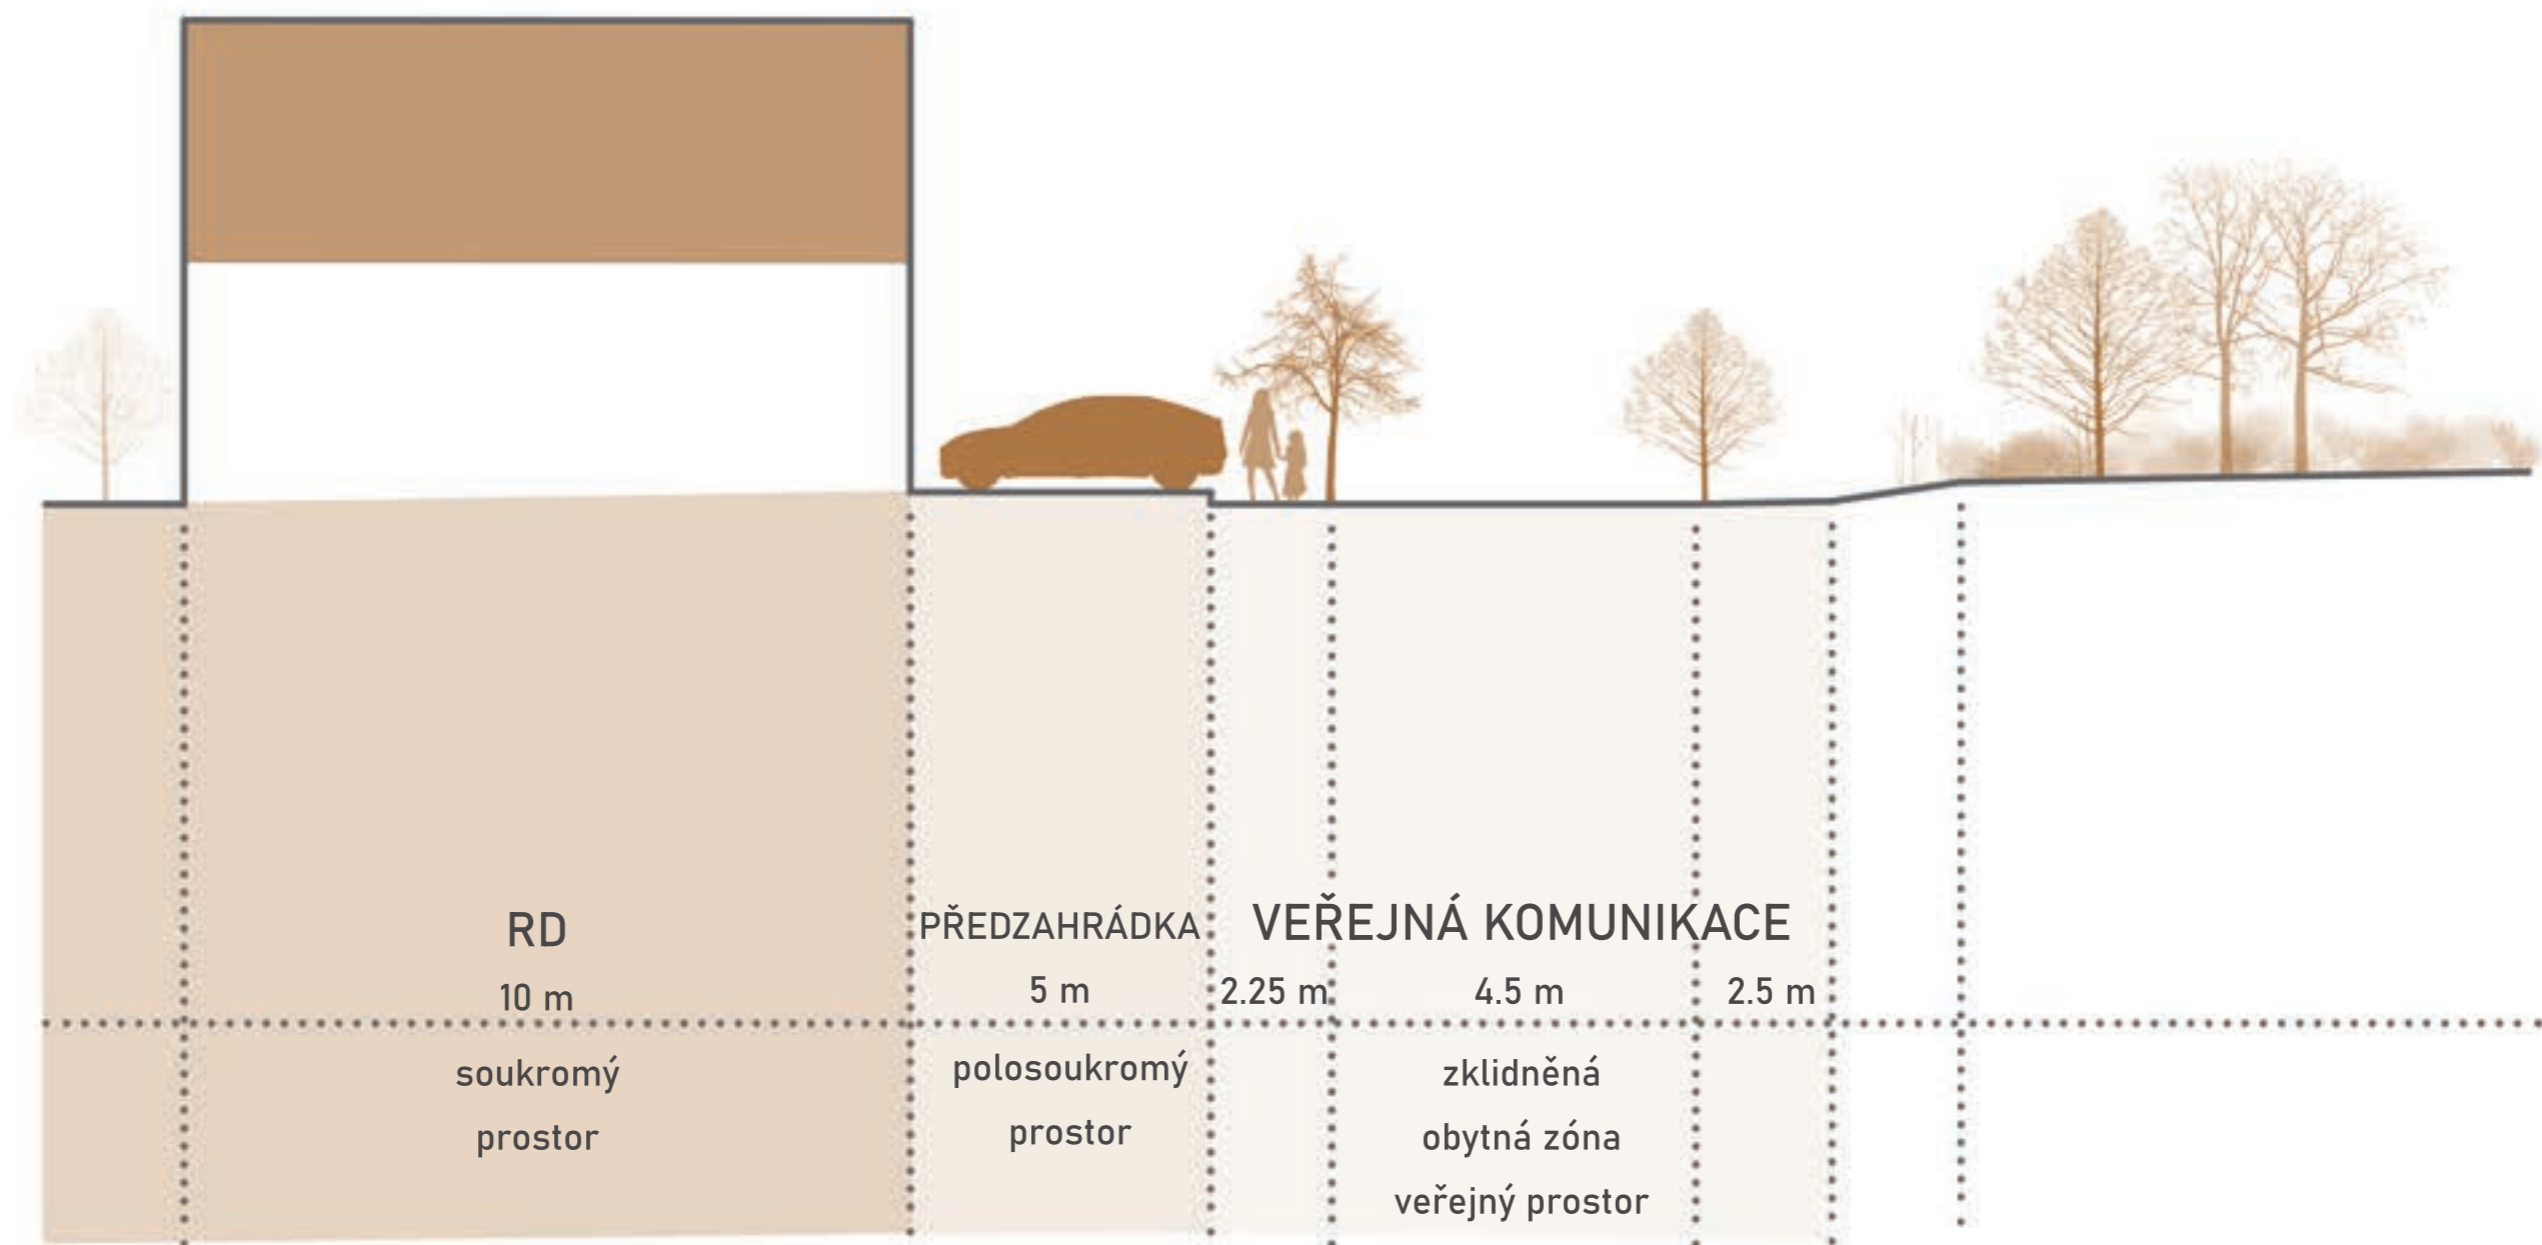 RD
PŘEDZAHRÁDKA
VEŘEJNÁ KOMUNIKACE
10 m
5 m
2.25 m
4.5 m
2.5 m
soukromý
prostor
polosoukromý
prostor
zklidněná
obytná zóna
veřejný prostor